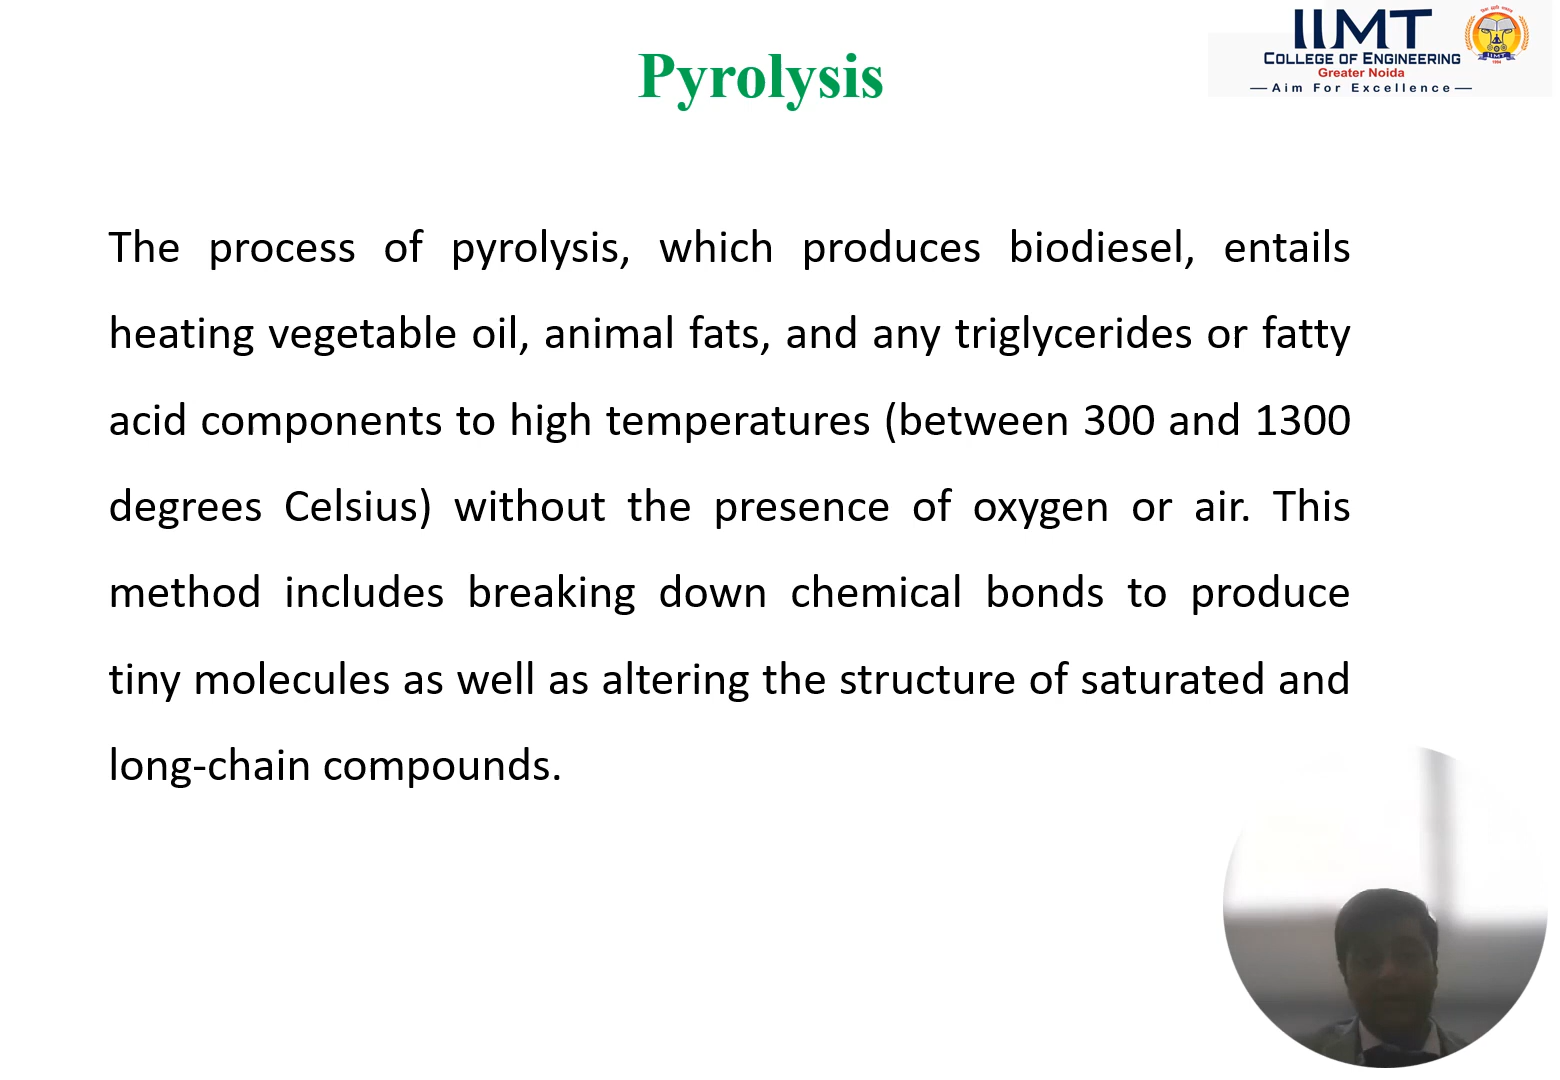 Pyrolysis
IIMT
COLLEGE OF ENGINEERING
Greater Noida
Aim For Excellence
The process of pyrolysis, which produces biodiesel, entails
heating vegetable oil, animal fats, and any triglycerides or fatty
acid components to high temperatures (between 300 and 1300
degrees Celsius) without the presence of oxygen or air. This
method includes breaking down chemical bonds to produce
tiny molecules as well as altering the structure of saturated and
long-chain compounds.